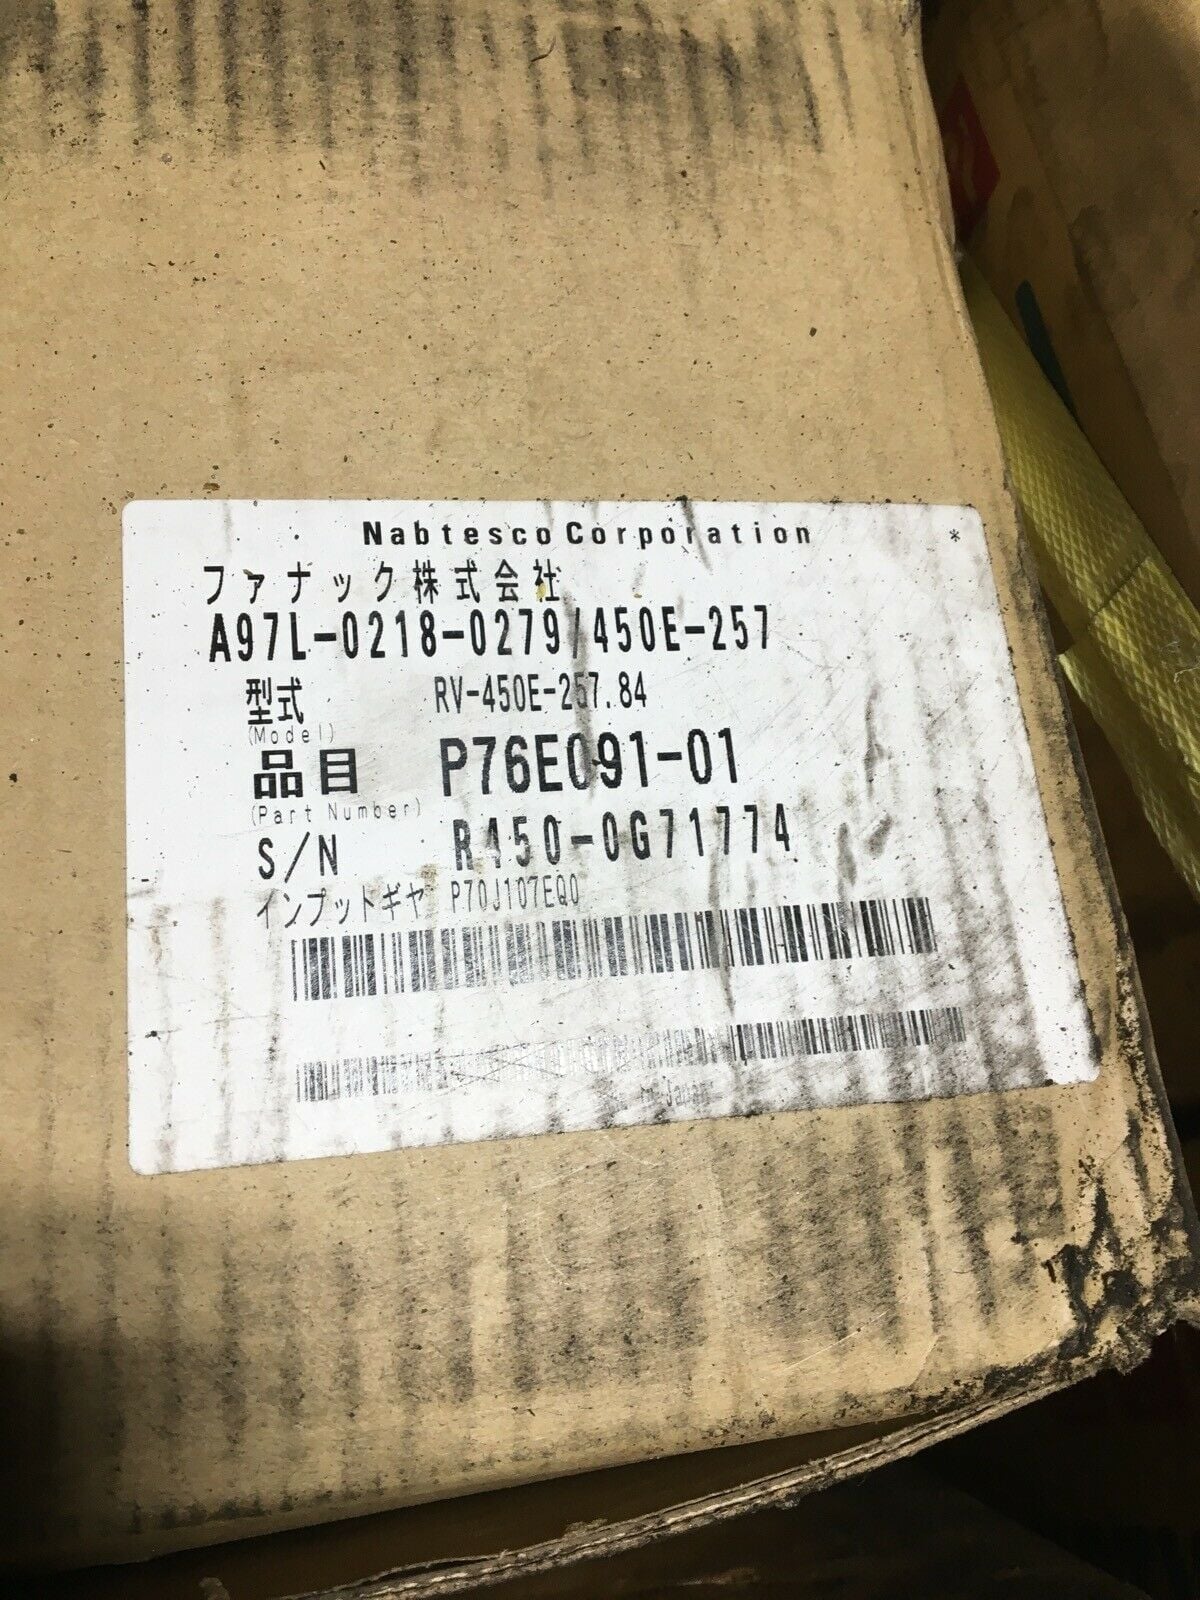 Nabtesco Corporation *
ファナック株式会社
A97L-0218-0279/450E-257
型式 RV-450E-257.84
(Model)
品目 P76E091-01
(Part Number)
S/N R450-0G71774
インプットギヤ P70J107EQ0
in Japan